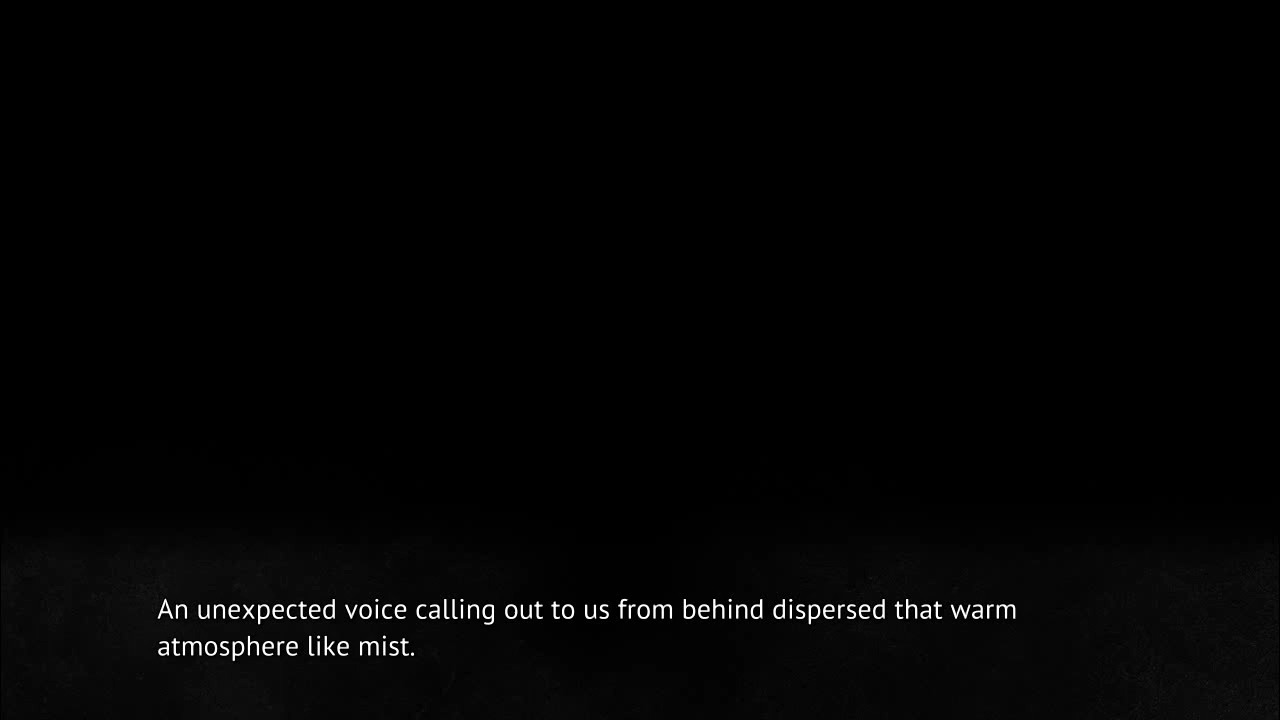 An unexpected voice calling out to us from behind dispersed that warm
atmosphere like mist.